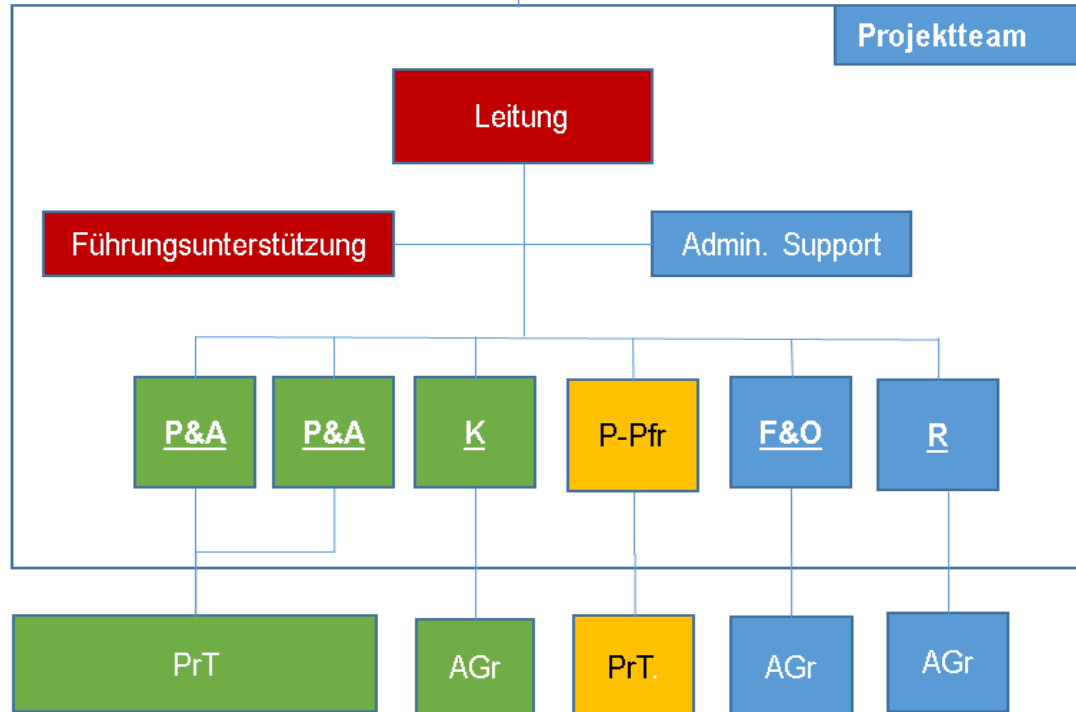 Projektteam
Leitung
Führungsunterstützung
Admin. Support
P&A
P&A
K
P-Pfr
F&O
R
PrT
AGr
PrT.
AGr
AGr